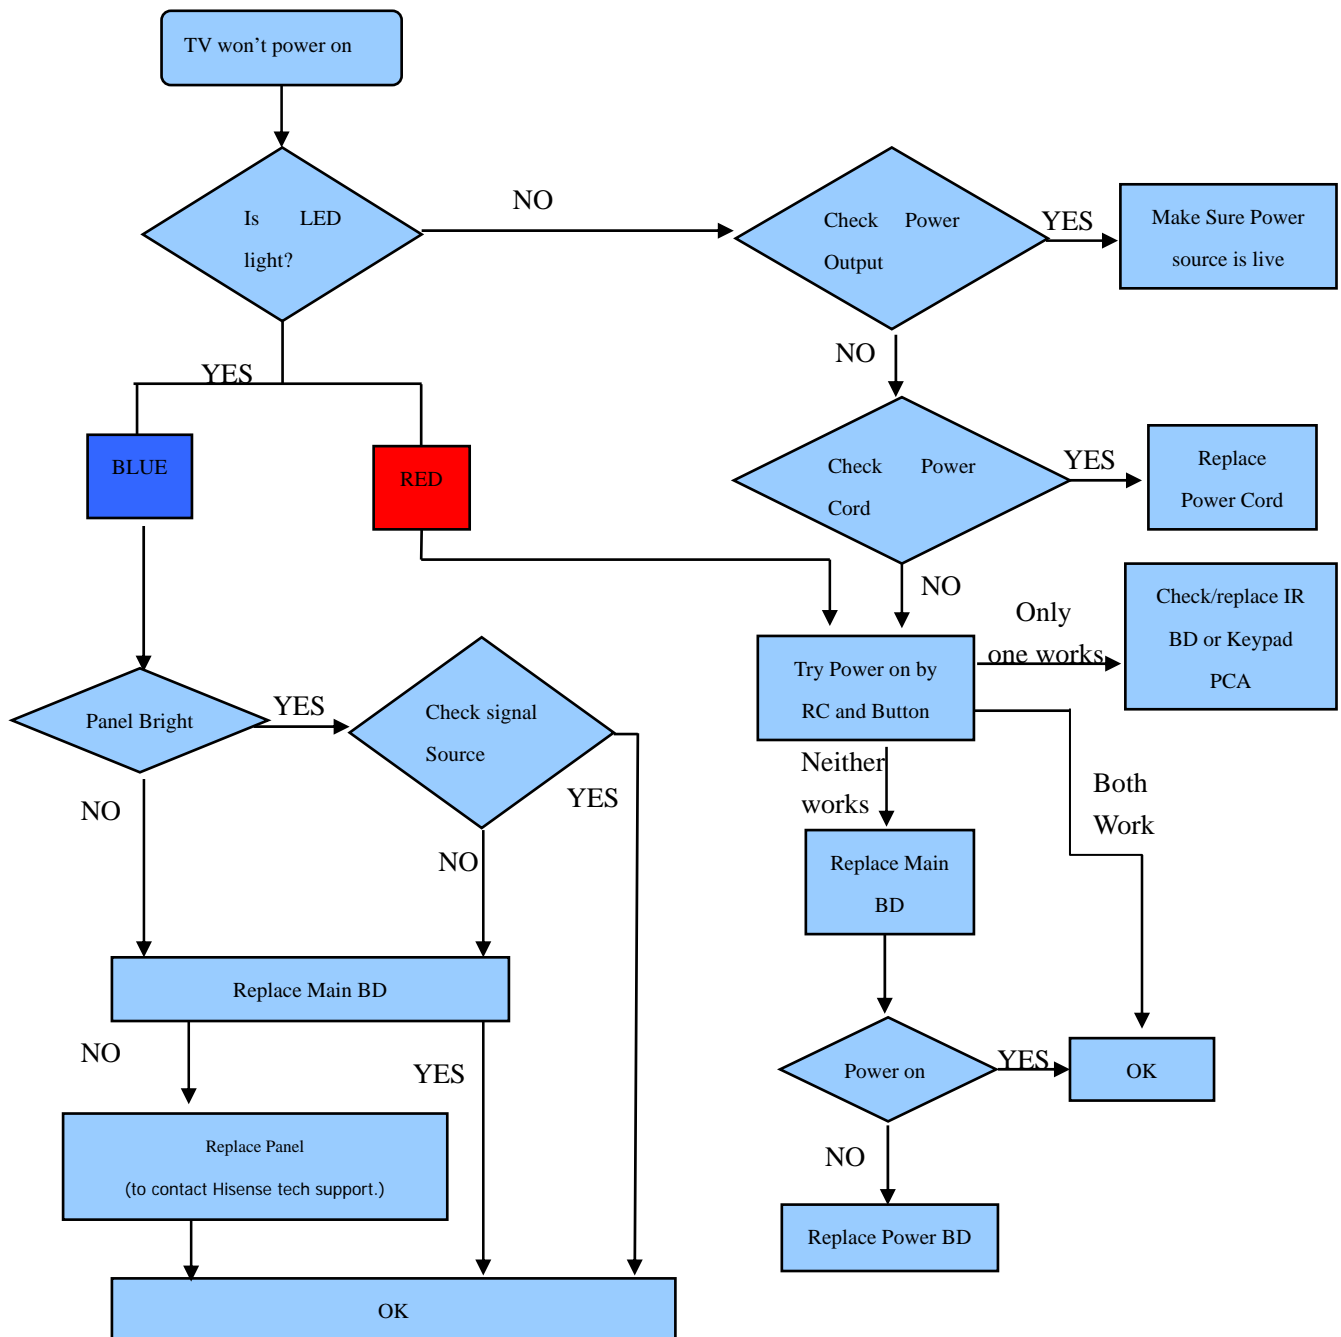 TV won’t power on
Is LED
light?
NO
Check Power
Output
YES
Make Sure Power
source is live
YES
NO
BLUE
RED
Check Power
Cord
YES
Replace
Power Cord
NO
Only
one works
Check/replace IR
BD or Keypad
PCA
Try Power on by
RC and Button
Panel Bright
YES
Check signal
Source
NO
YES
NO
Neither
works
Both
Work
Replace Main
BD
Replace Main BD
NO
YES
Power on
YES
OK
Replace Panel
(to contact Hisense tech support.)
NO
Replace Power BD
OK